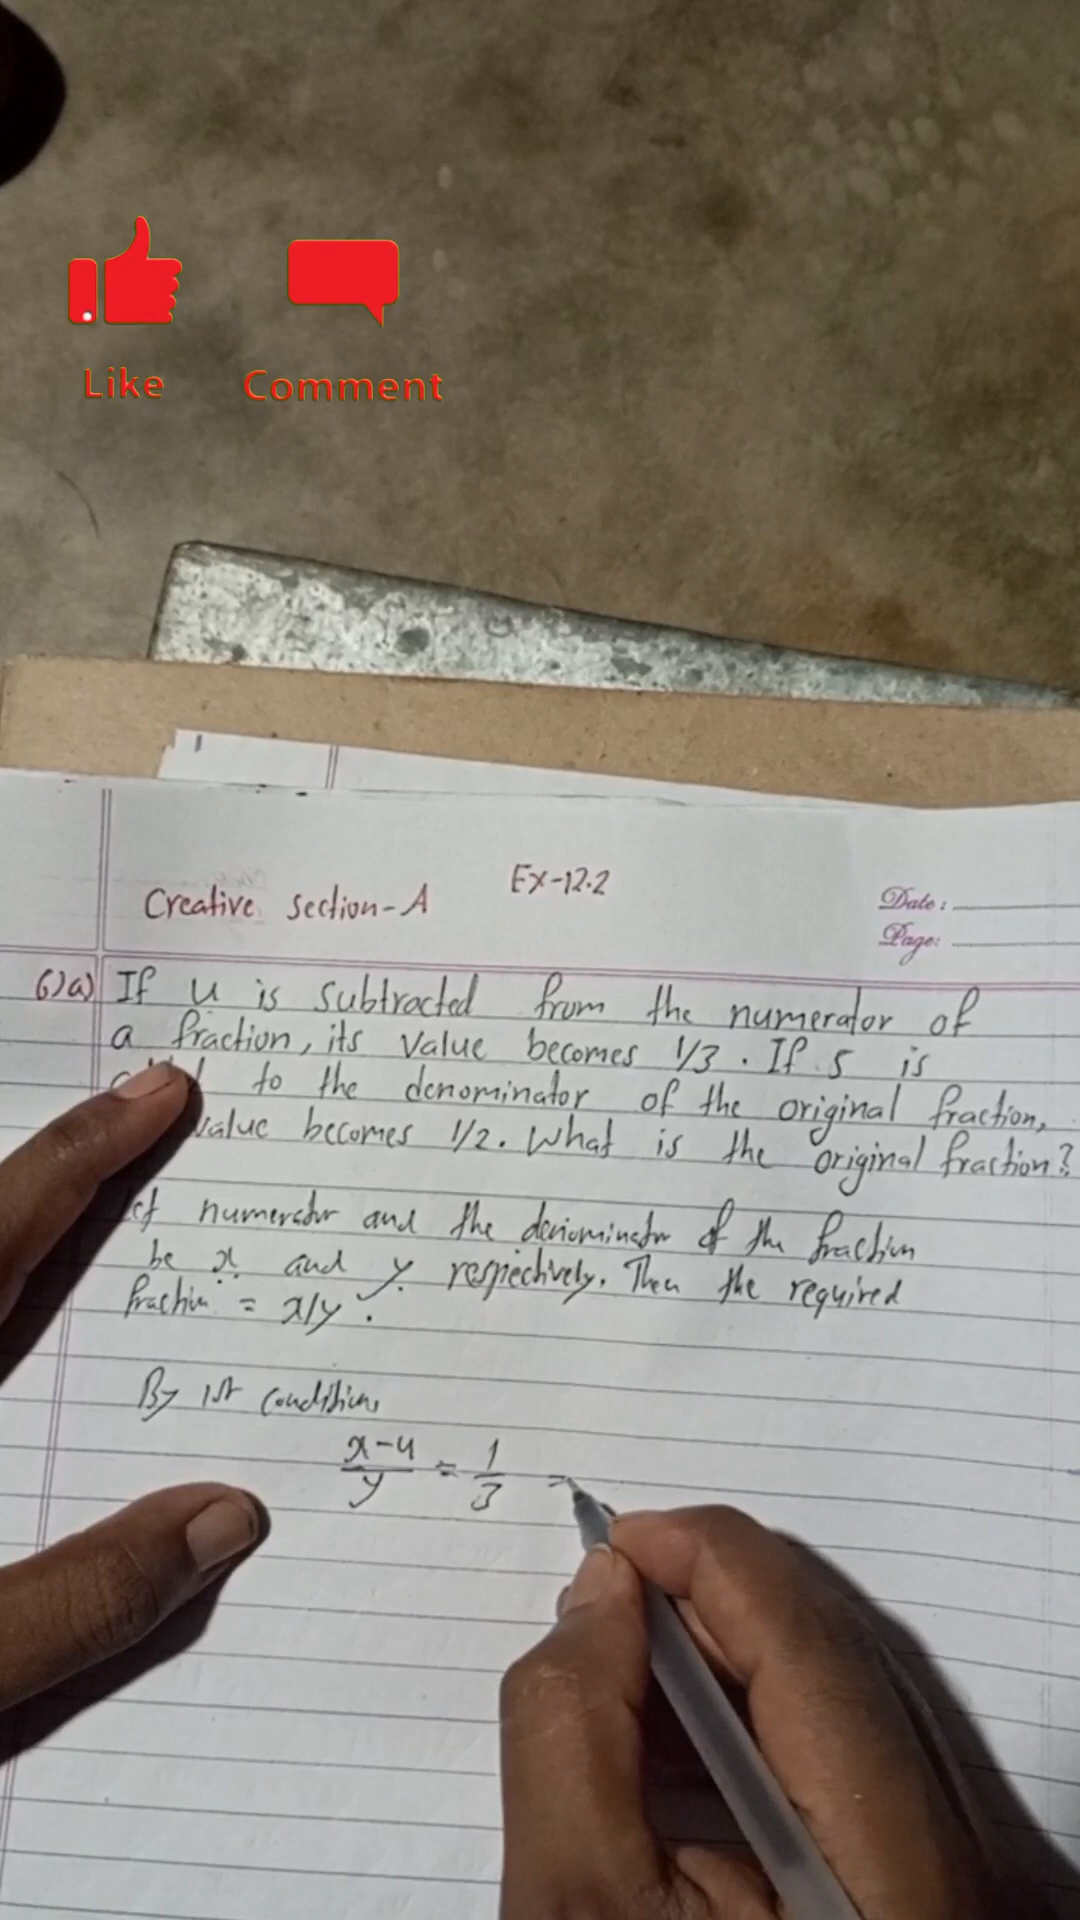 Like
Comment
Ex-12.2
Creative section-A
Date:
Page:
6)a) If 4 is subtracted from the numerator of
a fraction, its value becomes 1/3. If 5 is
to the denominator of the original fraction,
value becomes 1/2. What is the original fraction?
Let numerator and the denominator of the fraction
be x and y respectively. Then the required
fraction = x/y.
By 1st condition,
x-4/y = 1/3 =